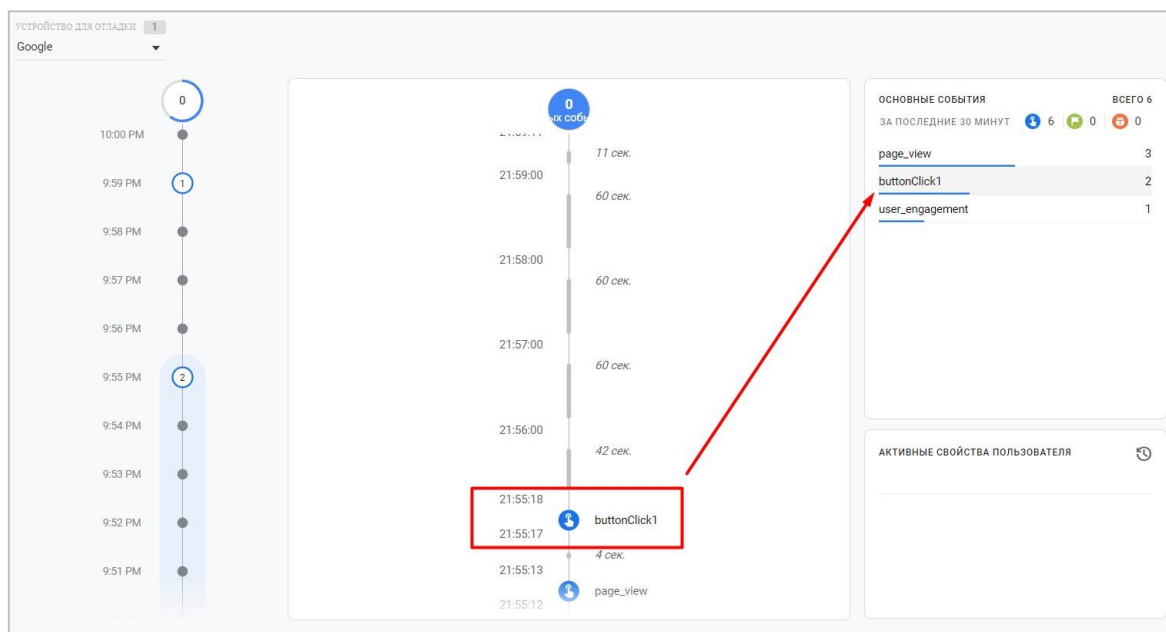 УСТРОЙСТВО ДЛЯ ОТЛАДКИ 1
Google
0
10:00 PM
9:59 PM 1
9:58 PM
9:57 PM
9:56 PM
9:55 PM 2
9:54 PM
9:53 PM
9:52 PM
9:51 PM
0
ых собы
11 сек.
21:59:00
60 сек.
21:58:00
60 сек.
21:57:00
60 сек.
21:56:00
42 сек.
21:55:18
buttonClick1
21:55:17
4 сек.
21:55:13
page_view
21:55:12
ОСНОВНЫЕ СОБЫТИЯ ВСЕГО 6
ЗА ПОСЛЕДНИЕ 30 МИНУТ 6 0 0
page_view 3
buttonClick1 2
user_engagement 1
АКТИВНЫЕ СВОЙСТВА ПОЛЬЗОВАТЕЛЯ